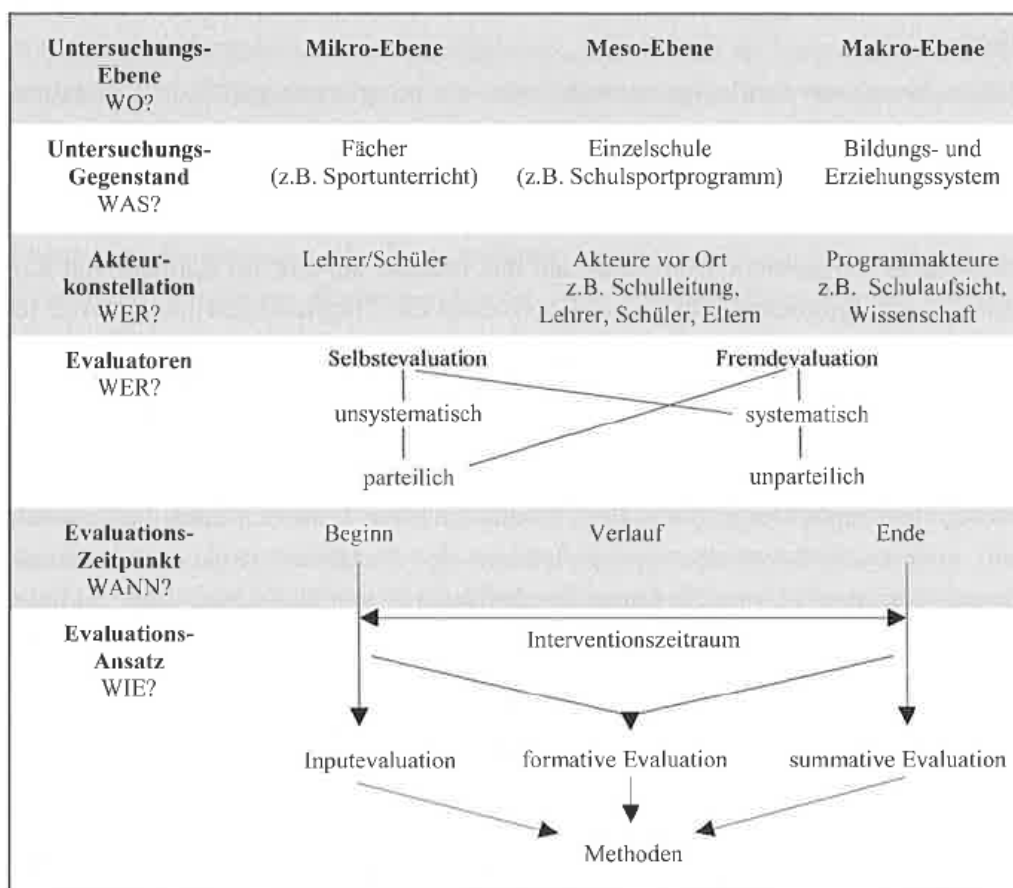 Untersuchungs-
Ebene
WO?
Mikro-Ebene
Meso-Ebene
Makro-Ebene
Untersuchungs-
Gegenstand
WAS?
Fächer
(z.B. Sportunterricht)
Einzelschule
(z.B. Schulsportprogramm)
Bildungs- und
Erziehungssystem
Akteur-
konstellation
WER?
Lehrer/Schüler
Akteure vor Ort
z.B. Schulleitung,
Lehrer, Schüler, Eltern
Programmakteure
z.B., Schulaufsicht,
Wissenschaft
Evaluatoren
WER?
Selbstevaluation
Fremdevaluation
unsystematisch
systematisch
parteilich
unparteilich
Evaluations-
Zeitpunkt
WANN?
Beginn
Verlauf
Ende
Evaluations-
Ansatz
WIE?
Interventionszeitraum
Inputevaluation
formative Evaluation
summative Evaluation
Methoden